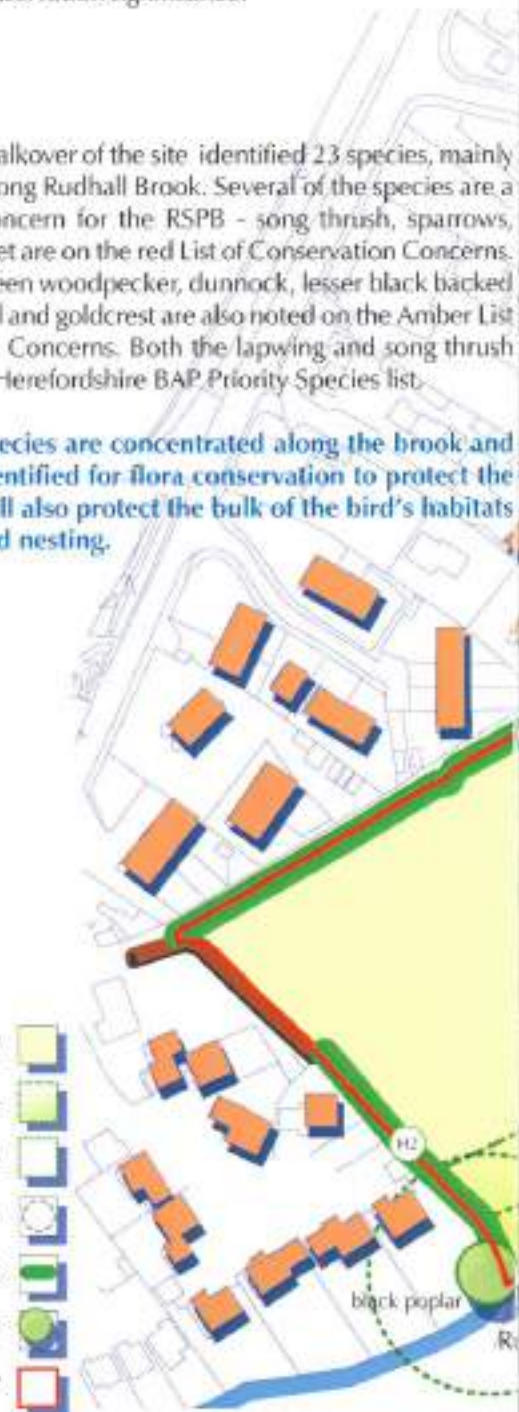 alkover of the site identified 23 species, mainly
ong Rudhall Brook. Several of the species are a
ncern for the RSPB - song thrush, sparrows,
et are on the red List of Conservation Concerns.
een woodpecker, dunnock, lesser black backed
l and goldcrest are also noted on the Amber List
Concerns. Both the lapwing and song thrush
Herefordshire BAP Priority Species list.
ecies are concentrated along the brook and
entified for flora conservation to protect the
ll also protect the bulk of the bird's habitats
d nesting.
H2
black poplar